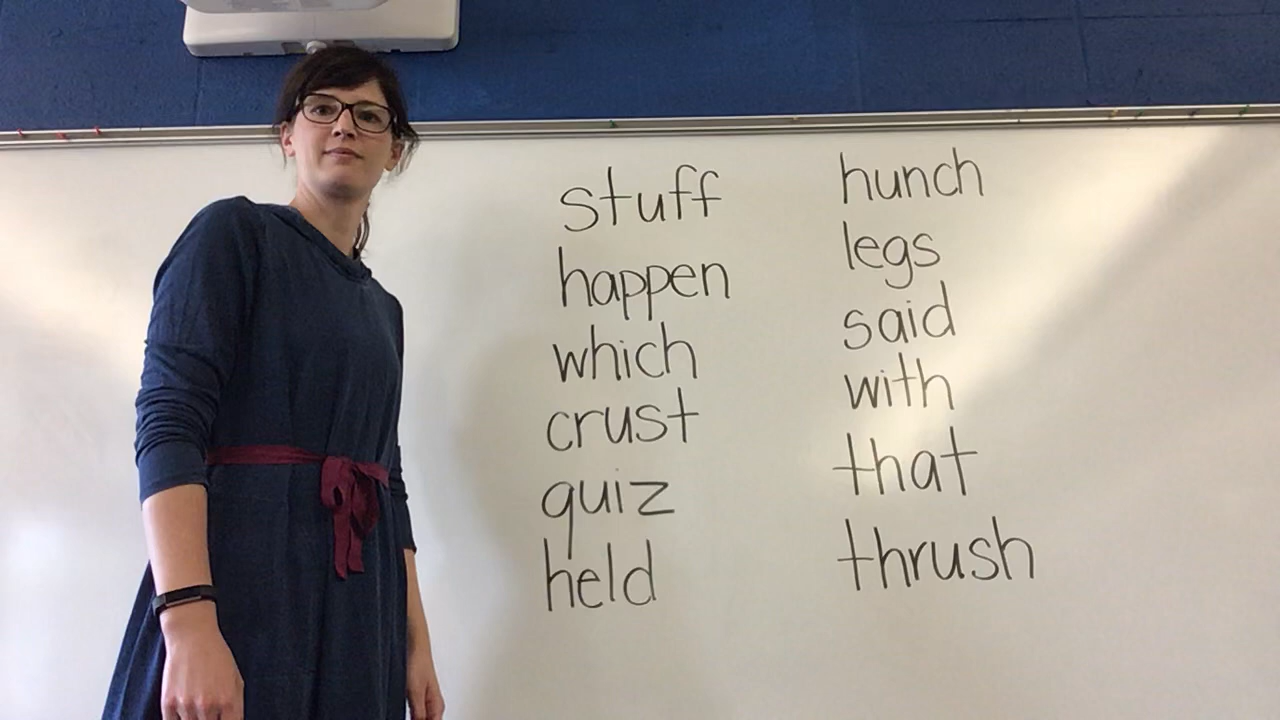 stuff
happen
which
crust
quiz
held
hunch
legs
said
with
that
thrush